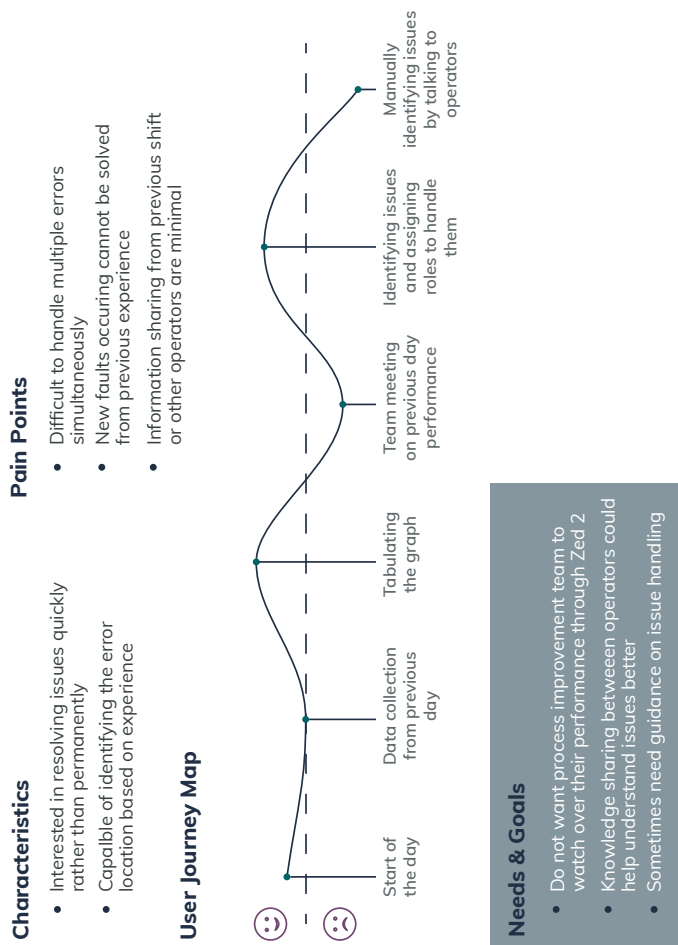 Characteristics
• Interested in resolving issues quickly
rather than permanently
• Capalble of identifying the error
location based on experience
Pain Points
• Difficult to handle multiple errors
simultaneously
• New faults occuring cannot be solved
from previous experience
• Information sharing from previous shift
or other operators are minimal
User Journey Map
Start of
the day
Data collection
from previous
day
Tabulating
the graph
Team meeting
on previous day
performance
Identifying issues
and assigning
roles to handle
them
Manually
identifying issues
by talking to
operators
Needs & Goals
• Do not want process improvement team to
watch over their performance through Zed 2
• Knowledge sharing betweeen operators could
help understand issues better
• Sometimes need guidance on issue handling